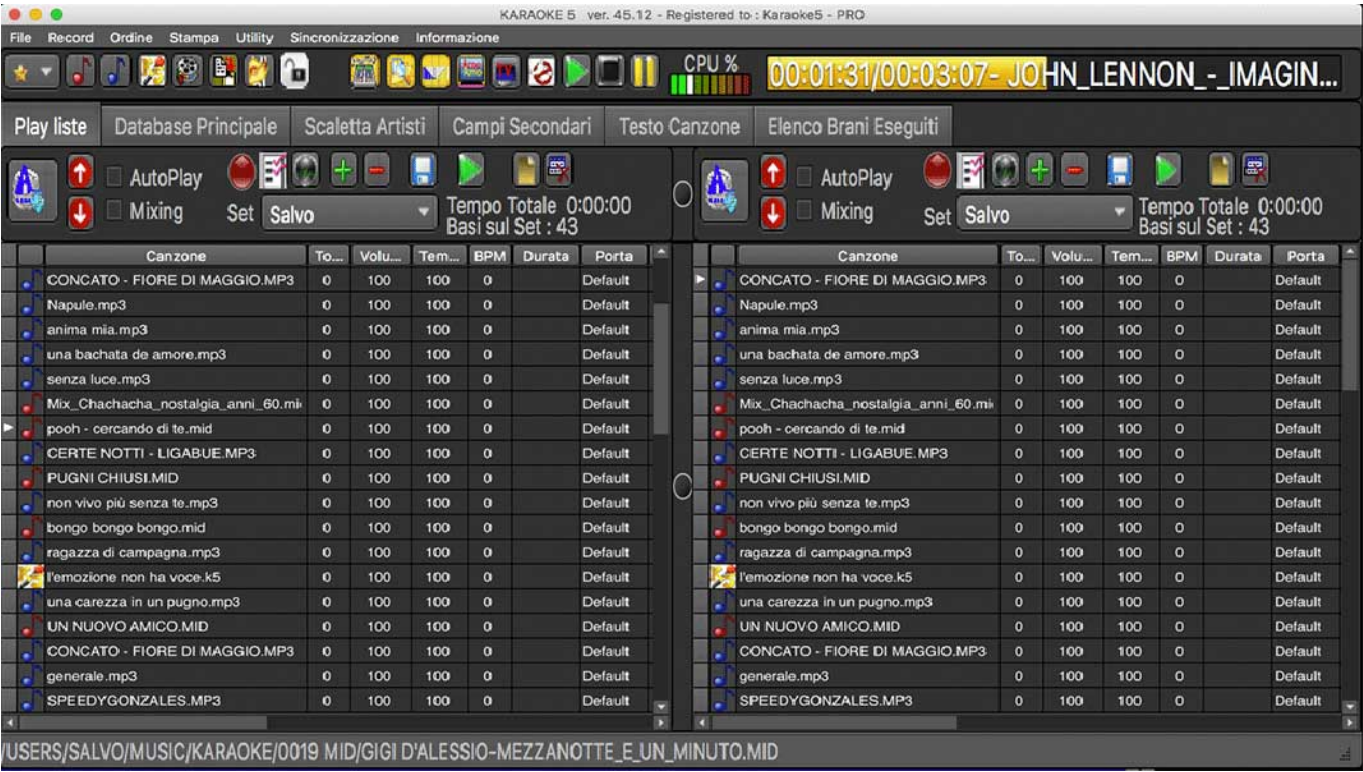 KARAOKE 5 ver. 45.12 - Registered to : Karaoke5 - PRO
File Record Ordine Stampa Utility Sincronizzazione Informazione
CPU % 00:01:31/00:03:07- JOHN_LENNON_-_IMAGIN...
Play liste Database Principale Scaletta Artisti Campi Secondari Testo Canzone Elenco Brani Eseguiti
AutoPlay AutoPlay
Mixing Set Salvo Tempo Totale 0:00:00 Mixing Set Salvo Tempo Totale 0:00:00
Basi sul Set : 43 Basi sul Set : 43
Canzone To... Volu... Tem... BPM Durata Porta Canzone To... Volu... Tem... BPM Durata Porta
CONCATO - FIORE DI MAGGIO.MP3 0 100 100 0 Default CONCATO - FIORE DI MAGGIO.MP3 0 100 100 0 Default
Napule.mp3 0 100 100 0 Default Napule.mp3 0 100 100 0 Default
anima mia.mp3 0 100 100 0 Default anima mia.mp3 0 100 100 0 Default
una bachata de amore.mp3 0 100 100 0 Default una bachata de amore.mp3 0 100 100 0 Default
senza luce.mp3 0 100 100 0 Default senza luce.mp3 0 100 100 0 Default
Mix_Chachacha_nostalgia_anni_60.mi 0 100 100 0 Default Mix_Chachacha_nostalgia_anni_60.mi 0 100 100 0 Default
pooh - cercando di te.mid 0 100 100 0 Default pooh - cercando di te.mid 0 100 100 0 Default
CERTE NOTTI - LIGABUE.MP3 0 100 100 0 Default CERTE NOTTI - LIGABUE.MP3 0 100 100 0 Default
PUGNI CHIUSI.MID 0 100 100 0 Default PUGNI CHIUSI.MID 0 100 100 0 Default
non vivo più senza te.mp3 0 100 100 0 Default non vivo più senza te.mp3 0 100 100 0 Default
bongo bongo bongo.mid 0 100 100 0 Default bongo bongo bongo.mid 0 100 100 0 Default
ragazza di campagna.mp3 0 100 100 0 Default ragazza di campagna.mp3 0 100 100 0 Default
l'emozione non ha voce.k5 0 100 100 0 Default l'emozione non ha voce.k5 0 100 100 0 Default
una carezza in un pugno.mp3 0 100 100 0 Default una carezza in un pugno.mp3 0 100 100 0 Default
UN NUOVO AMICO.MID 0 100 100 0 Default UN NUOVO AMICO.MID 0 100 100 0 Default
CONCATO - FIORE DI MAGGIO.MP3 0 100 100 0 Default CONCATO - FIORE DI MAGGIO.MP3 0 100 100 0 Default
generale.mp3 0 100 100 0 Default generale.mp3 0 100 100 0 Default
SPEEDYGONZALES.MP3 0 100 100 0 Default SPEEDYGONZALES.MP3 0 100 100 0 Default
/USERS/SALVO/MUSIC/KARAOKE/0019 MID/GIGI D'ALESSIO-MEZZANOTTE_E_UN_MINUTO.MID